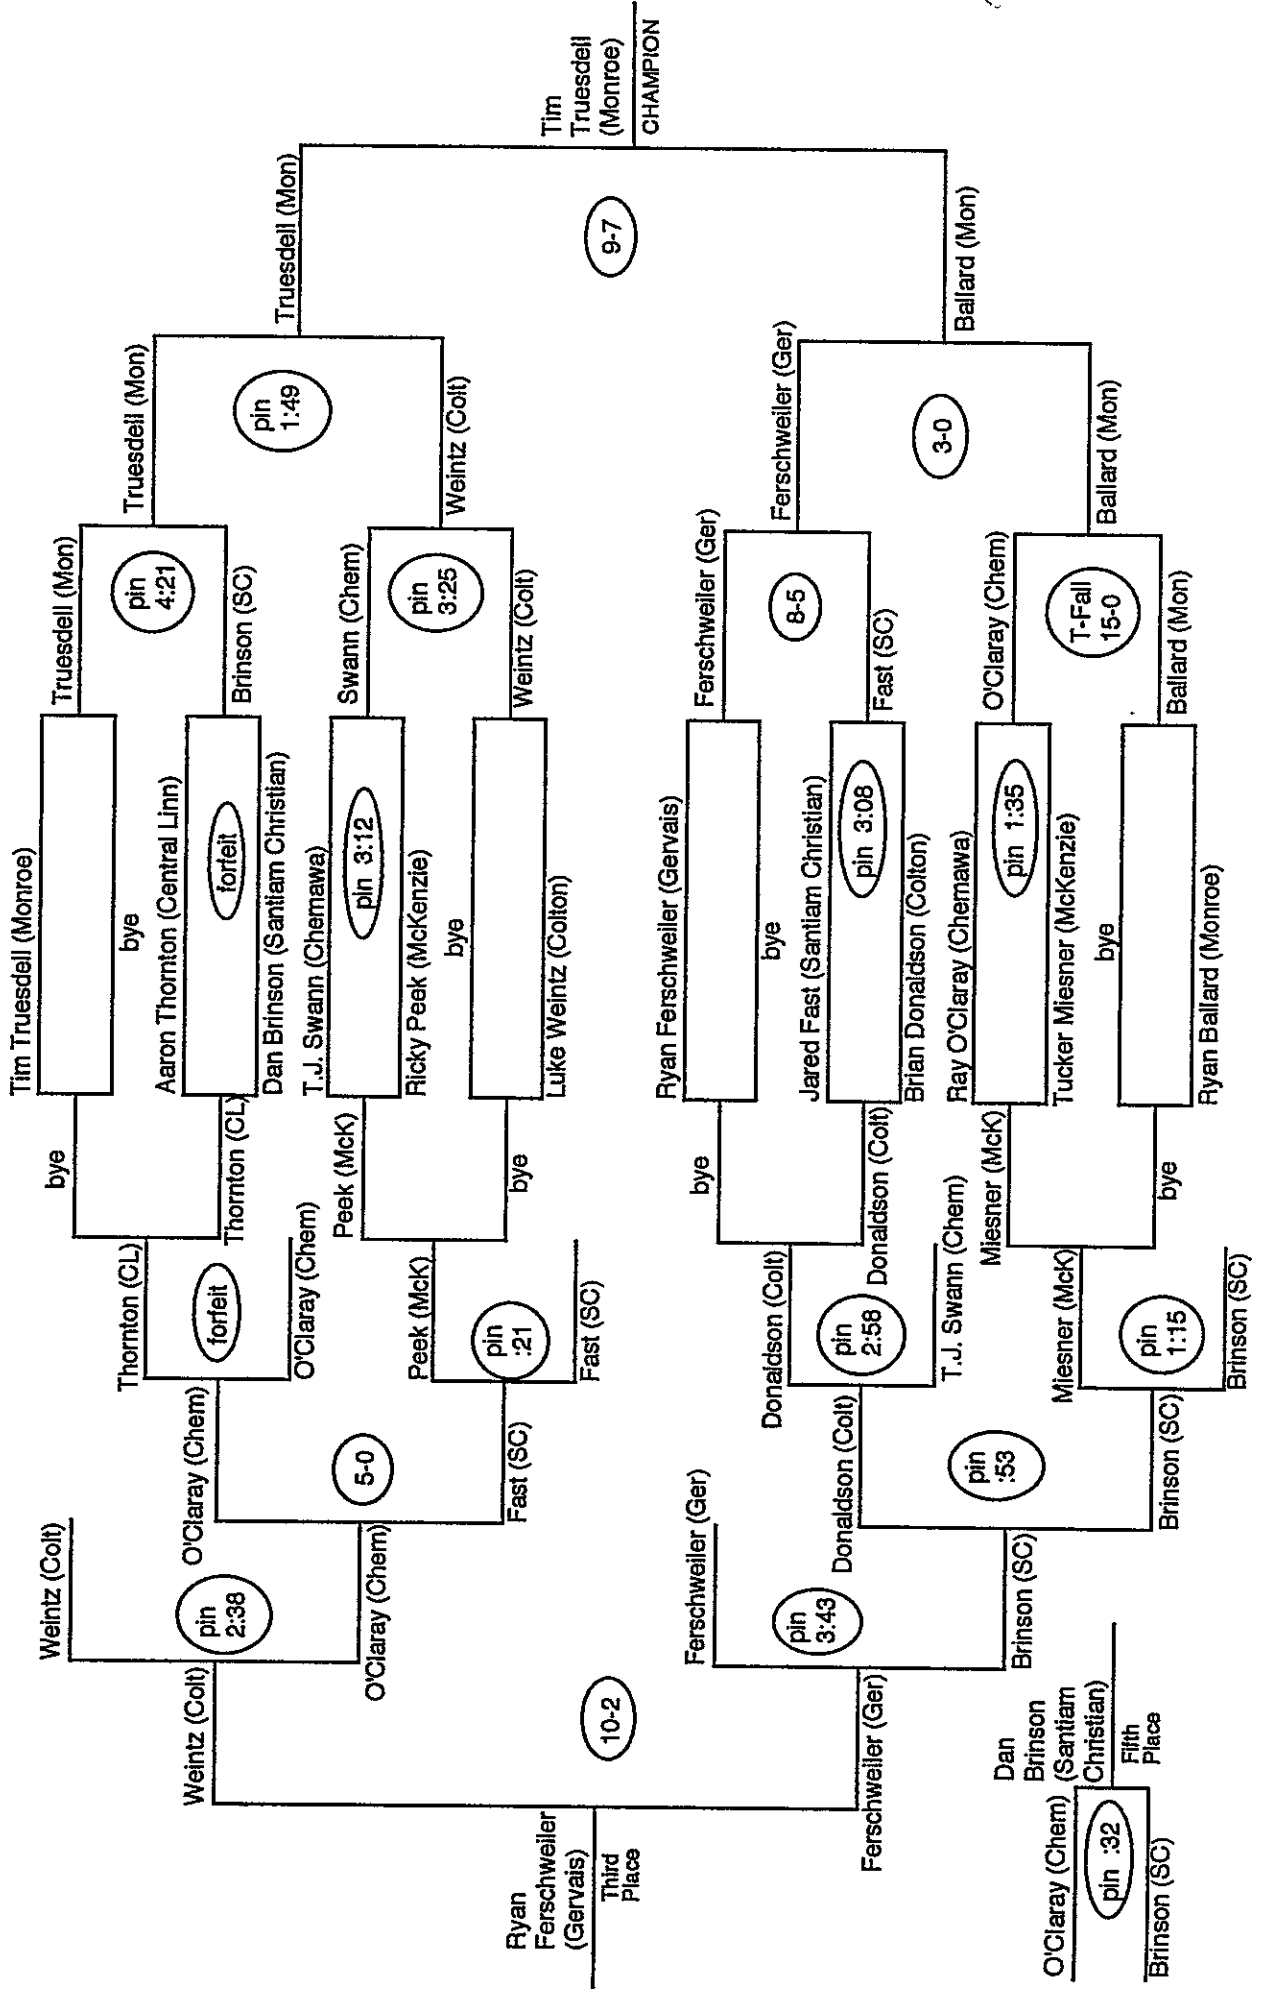 Tim Truesdell (Monroe)
bye
Aaron Thornton (Central Linn)
forfeit
Dan Brinson (Santiam Christian)
T.J. Swann (Chemawa)
pin 3:12
Ricky Peek (McKenzie)
bye
Luke Weintz (Colton)
Ryan Ferschweiler (Gervais)
bye
Jared Fast (Santiam Christian)
pin 3:08
Brian Donaldson (Colton)
Ray O'Claray (Chemawa)
pin 1:35
Tucker Miesner (McKenzie)
bye
Ryan Ballard (Monroe)
Truesdell (Mon)
pin
4:21
Brinson (SC)
Swann (Chem)
pin
3:25
Weintz (Colt)
Ferschweiler (Ger)
8-5
Fast (SC)
O'Claray (Chem)
T-Fall
15-0
Ballard (Mon)
Truesdell (Mon)
pin
1:49
Weintz (Colt)
Ferschweiler (Ger)
3-0
Ballard (Mon)
Truesdell (Mon)
9-7
Ballard (Mon)
Tim
Truesdell
(Monroe)
CHAMPION
bye
Thornton (CL)
Peek (McK)
bye
bye
Donaldson (Colt)
Miesner (McK)
bye
Thornton (CL)
forfeit
O'Claray (Chem)
Peek (McK)
pin
:21
Fast (SC)
Donaldson (Colt)
pin
2:58
T.J. Swann (Chem)
Miesner (McK)
pin
1:15
Brinson (SC)
O'Claray (Chem)
5-0
Fast (SC)
Donaldson (Colt)
pin
:53
Brinson (SC)
Weintz (Colt)
pin
2:38
O'Claray (Chem)
Ferschweiler (Ger)
pin
3:43
Brinson (SC)
Weintz (Colt)
10-2
Ferschweiler (Ger)
Ryan
Ferschweiler
(Gervais)
Third
Place
O'Claray (Chem)
pin :32
Brinson (SC)
Dan
Brinson
(Santiam
Christian)
Fifth
Place